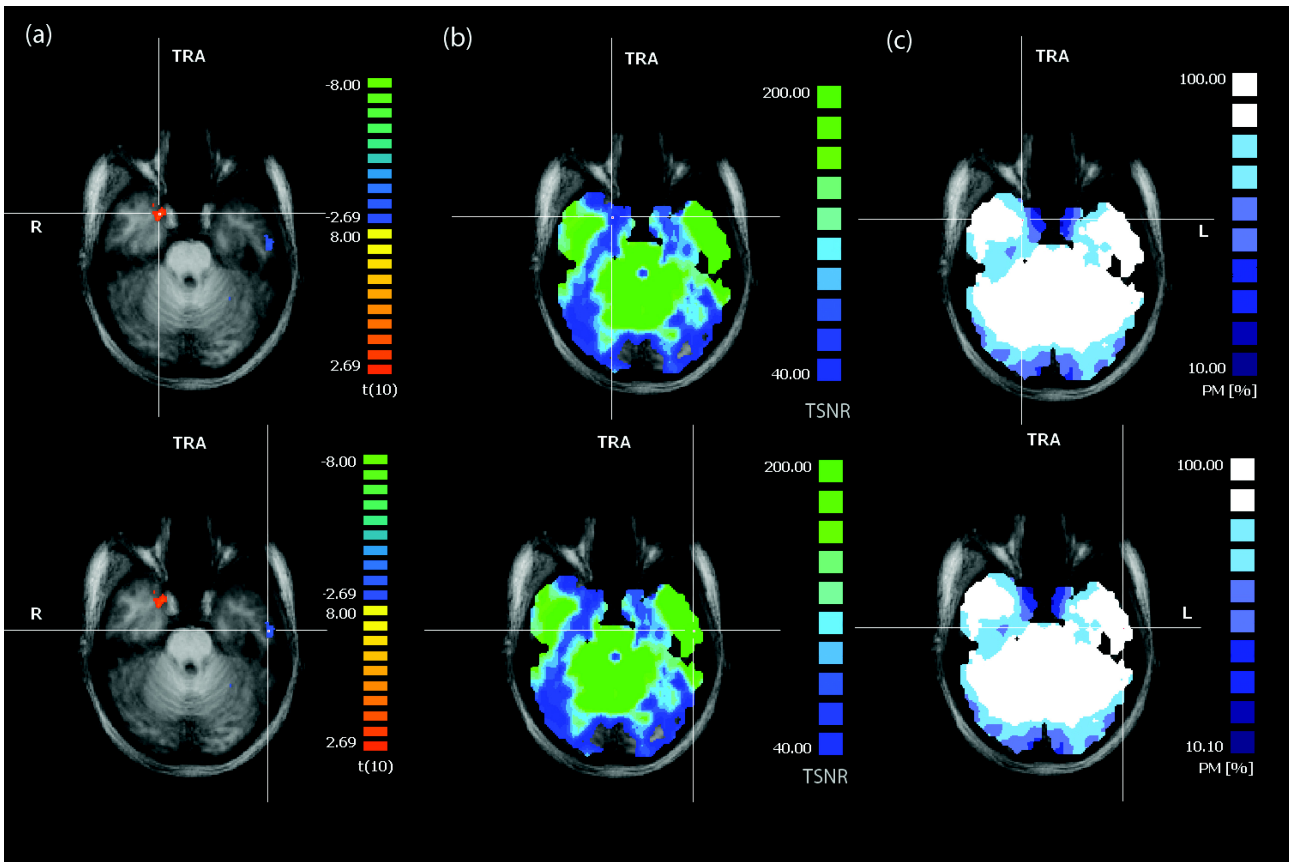 (a)
TRA
R
-8.00
-2.69
8.00
2.69
t(10)
(b)
TRA
200.00
40.00
TSNR
(c)
TRA
L
100.00
10.00
PM [%]
TRA
R
-8.00
-2.69
8.00
2.69
t(10)
TRA
200.00
40.00
TSNR
TRA
L
100.00
10.10
PM [%]